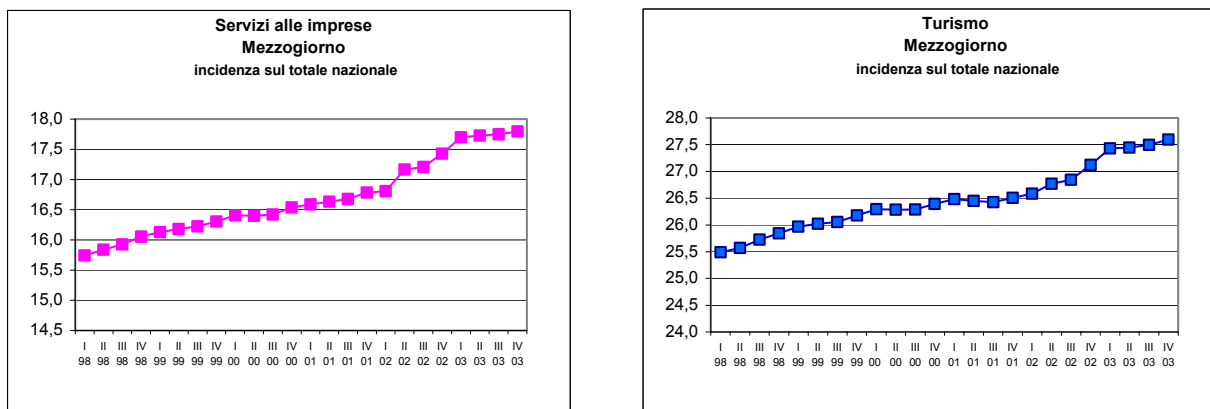 Servizi alle imprese
Mezzogiorno
incidenza sul totale nazionale
18,0
17,5
17,0
16,5
16,0
15,5
15,0
14,5
I II III IV I II III IV I II III IV I II III IV I II III IV I II III IV
98 98 98 98 99 99 99 99 00 00 00 00 01 01 01 01 02 02 02 02 03 03 03 03
Turismo
Mezzogiorno
incidenza sul totale nazionale
28,0
27,5
27,0
26,5
26,0
25,5
25,0
24,5
24,0
I II III IV I II III IV I II III IV I II III IV I II III IV I II III IV
98 98 98 98 99 99 99 99 00 00 00 00 01 01 01 01 02 02 02 02 03 03 03 03